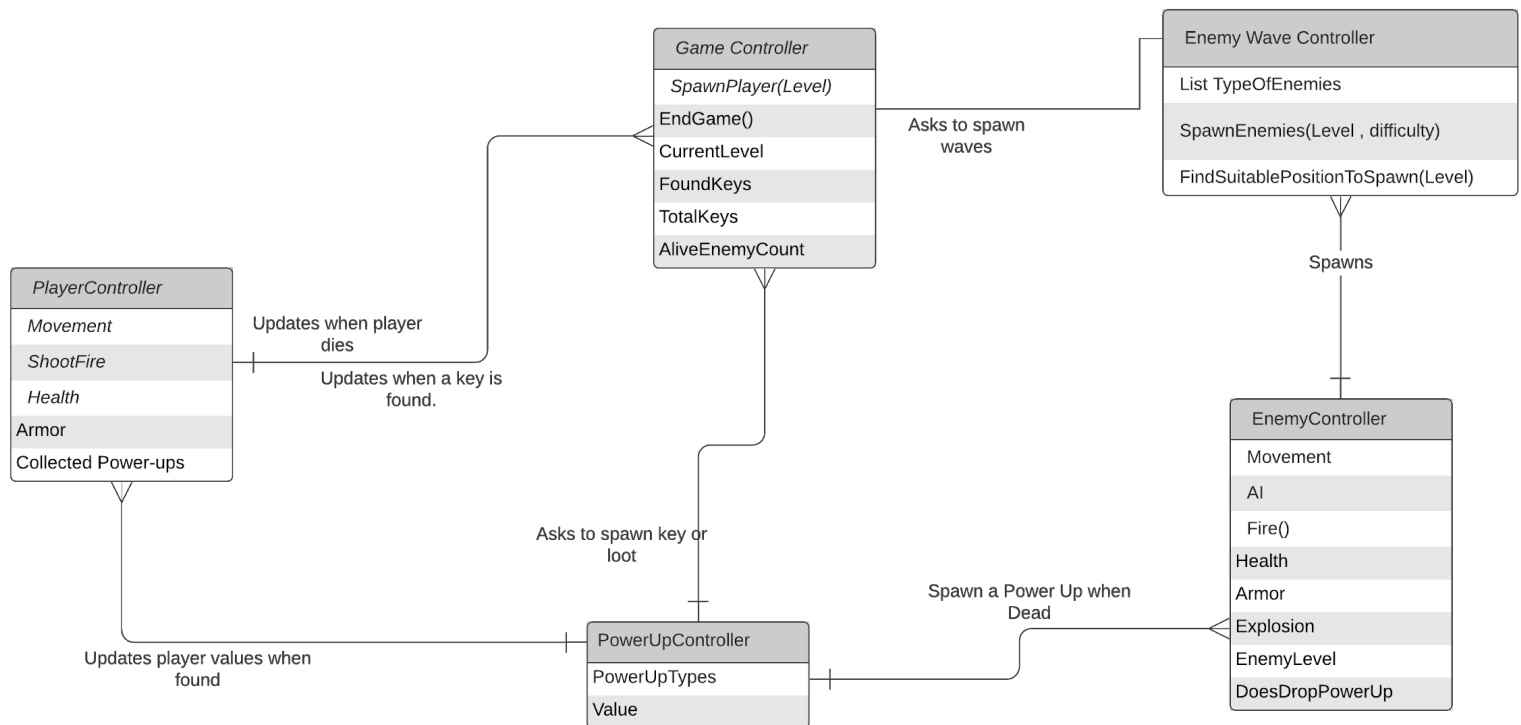 Game Controller
SpawnPlayer(Level)
EndGame()
CurrentLevel
FoundKeys
TotalKeys
AliveEnemyCount
Asks to spawn
waves
Enemy Wave Controller
List TypeOfEnemies
SpawnEnemies(Level , difficulty)
FindSuitablePositionToSpawn(Level)
Spawns
PlayerController
Movement
ShootFire
Health
Armor
Collected Power-ups
Updates when player
dies
Updates when a key is
found.
EnemyController
Movement
AI
Fire()
Health
Armor
Explosion
EnemyLevel
DoesDropPowerUp
Asks to spawn key or
loot
Spawn a Power Up when
Dead
Updates player values when
found
PowerUpController
PowerUpTypes
Value